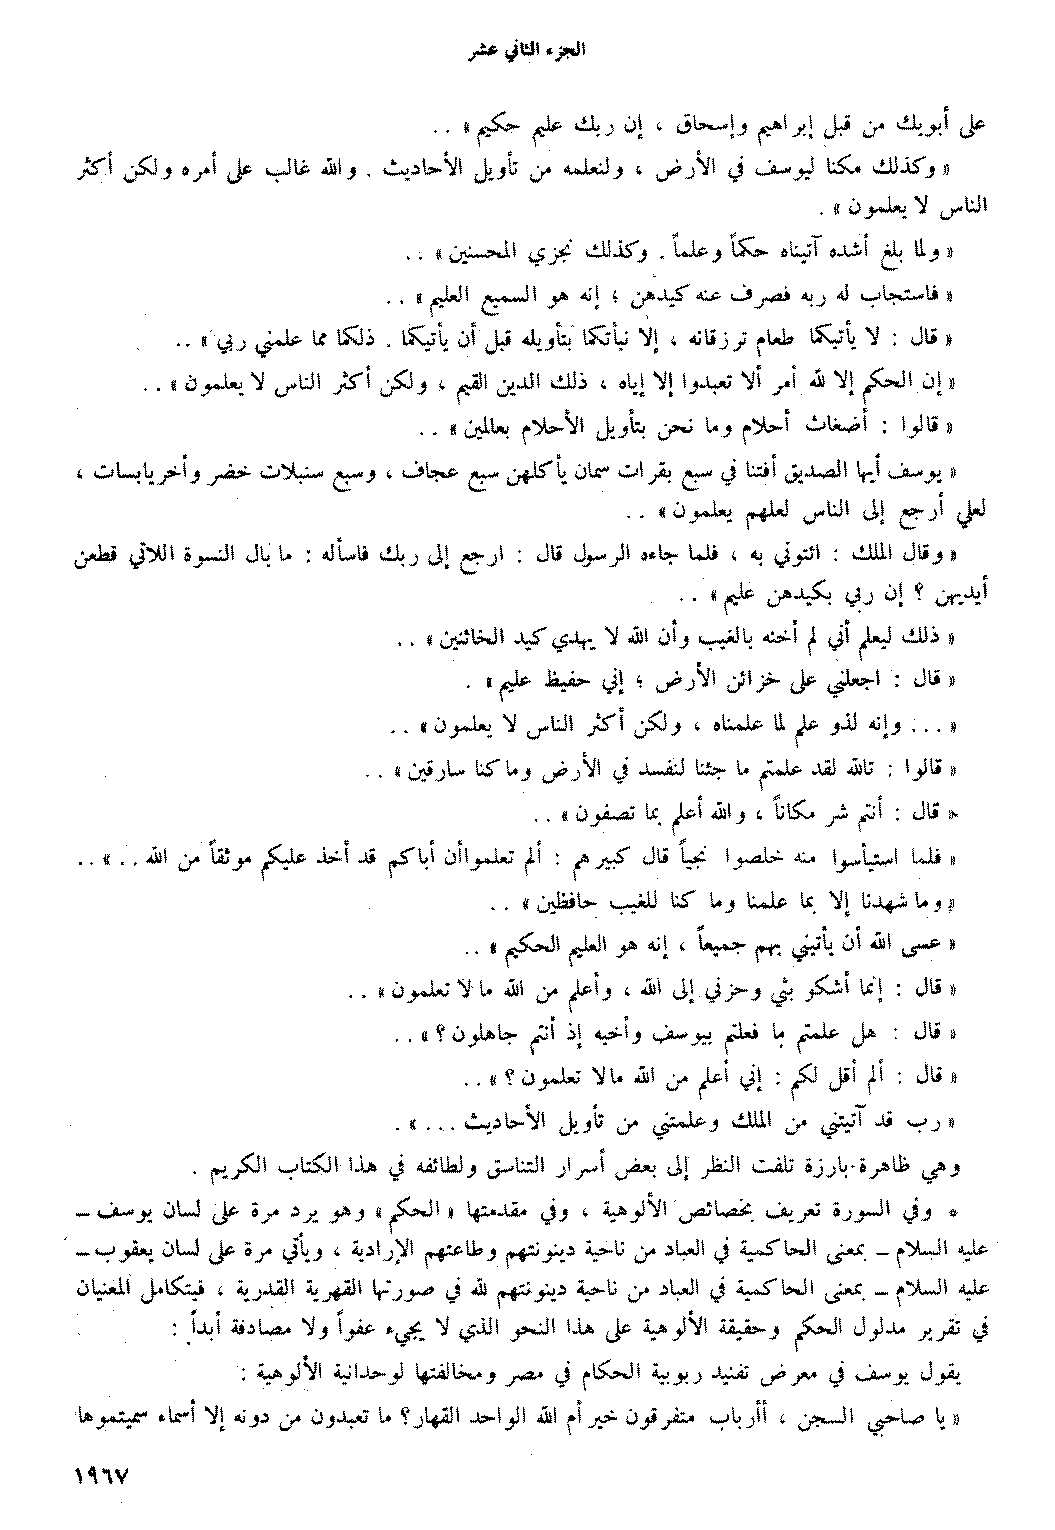 الجزء الثاني عشر
على أبويك من قبل إبراهيم وإسحاق ، إن ربك عليم حكيم » . .
« وكذلك مكنا ليوسف في الأرض ، ولنعلمه من تأويل الأحاديث . والله غالب على أمره ولكن أكثر
الناس لا يعلمون » .
« ولما بلغ أشده آتيناه حكماً وعلماً . وكذلك نجزي المحسنين » . .
« فاستجاب له ربه فصرف عنه كيدهن ؛ إنه هو السميع العليم » . .
« قال : لا يأتيكما طعام ترزقانه ، إلا نبأتكما بتأويله قبل أن يأتيكما . ذلكما مما علمني ربي » . .
« إن الحكم إلا لله أمر ألا تعبدوا إلا إياه ، ذلك الدين القيم ، ولكن أكثر الناس لا يعلمون » . .
« قالوا : أضغاث أحلام وما نحن بتأويل الأحلام بعالمين » . .
« يوسف أيها الصديق أفتنا في سبع بقرات سمان يأكلهن سبع عجاف ، وسبع سنبلات خضر وأخر يابسات ،
لعلي أرجع إلى الناس لعلهم يعلمون » . .
« وقال الملك : ائتوني به ، فلما جاءه الرسول قال : ارجع إلى ربك فاسأله : ما بال النسوة اللاتي قطعن
أيديهن ؟ إن ربي بكيدهن عليم » . .
« ذلك ليعلم أني لم أخنه بالغيب وأن الله لا يهدي كيد الخائنين » . .
« قال : اجعلني على خزائن الأرض ؛ إني حفيظ عليم » .
« ... وإنه لذو علم لما علمناه ، ولكن أكثر الناس لا يعلمون » . .
« قالوا : تالله لقد علمتم ما جئنا لنفسد في الأرض وما كنا سارقين » . .
« قال : أنتم شر مكاناً ، والله أعلم بما تصفون » . .
« فلما استيأسوا منه خلصوا نجياً قال كبيرهم : ألم تعلموا أن أباكم قد أخذ عليكم موثقاً من الله . . » . .
« وما شهدنا إلا بما علمنا وما كنا للغيب حافظين » . .
« عسى الله أن يأتيني بهم جميعاً ، إنه هو العليم الحكيم » . .
« قال : إنما أشكو بثي وحزني إلى الله ، وأعلم من الله ما لا تعلمون » . .
« قال : هل علمتم ما فعلتم بيوسف وأخيه إذ أنتم جاهلون ؟ » . .
« قال : ألم أقل لكم : إني أعلم من الله مالا تعلمون ؟ » . .
« رب قد آتيتني من الملك وعلمتني من تأويل الأحاديث ... » .
وهي ظاهرة بارزة تلفت النظر إلى بعض أسرار التناسق ولطائفه في هذا الكتاب الكريم .
* وفي السورة تعريف بخصائص الألوهية ، وفي مقدمتها « الحكم » وهو يرد مرة على لسان يوسف ــ
عليه السلام ــ بمعنى الحاكمية في العباد من ناحية دينونتهم وطاعتهم الإرادية ، ويأتي مرة على لسان يعقوب ــ
عليه السلام ــ بمعنى الحاكمية في العباد من ناحية دينونتهم لله في صورتها القهرية القدرية ، فيتكامل المعنيان
في تقرير مدلول الحكم وحقيقة الألوهية على هذا النحو الذي لا يجيء عفواً ولا مصادفة أبداً :
يقول يوسف في معرض تفنيد ربوبية الحكام في مصر ومخالفتها لوحدانية الألوهية :
« يا صاحبي السجن ، أأرباب متفرقون خير أم الله الواحد القهار ؟ ما تعبدون من دونه إلا أسماء سميتموها
١٩٦٧